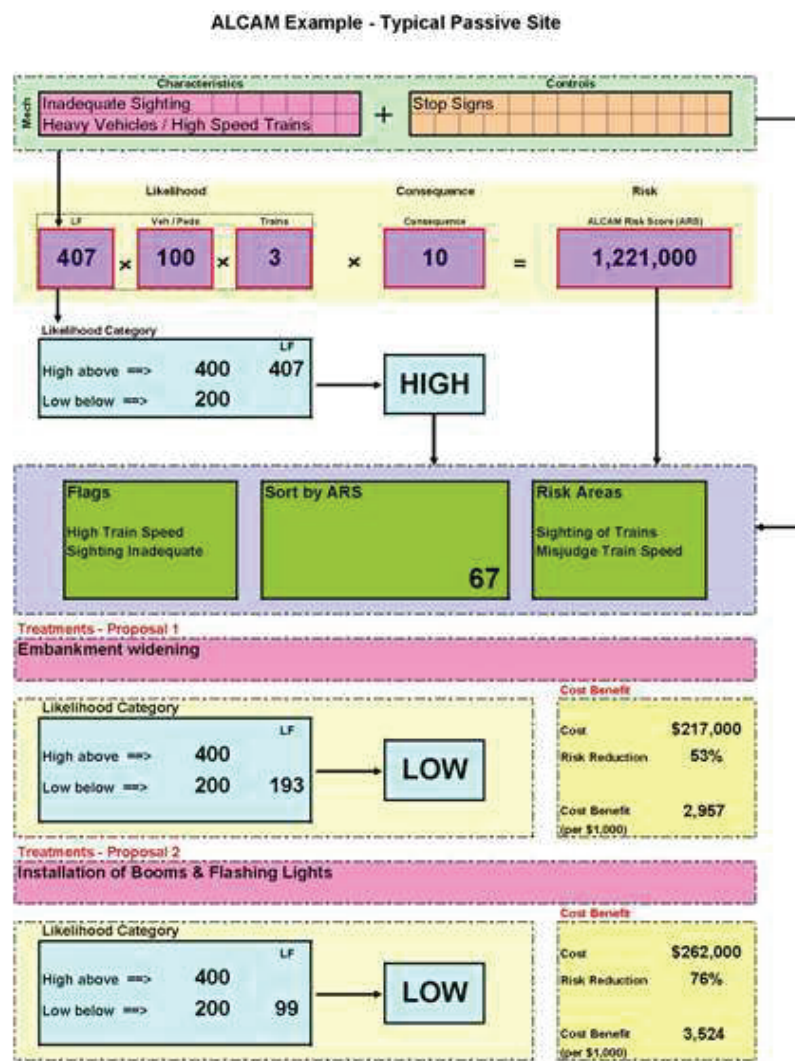 ALCAM Example - Typical Passive Site
Characteristics
Controls
Mech
Inadequate Sighting
Heavy Vehicles / High Speed Trains
+
Stop Signs
Likelihood
Consequence
Risk
LF
Veh / Peds
Trains
Consequence
ALCAM Risk Score (ARS)
407 × 100 × 3 × 10 = 1,221,000
Likelihood Category
LF
High above ==> 400 407
Low below ==> 200
HIGH
Flags
High Train Speed
Sighting Inadequate
Sort by ARS
67
Risk Areas
Sighting of Trains
Misjudge Train Speed
Treatments - Proposal 1
Embankment widening
Likelihood Category
LF
High above ==> 400
Low below ==> 200 193
LOW
Cost Benefit
Cost $217,000
Risk Reduction 53%
Cost Benefit 2,957
(per $1,000)
Treatments - Proposal 2
Installation of Booms & Flashing Lights
Likelihood Category
LF
High above ==> 400
Low below ==> 200 99
LOW
Cost Benefit
Cost $262,000
Risk Reduction 76%
Cost Benefit 3,524
(per $1,000)